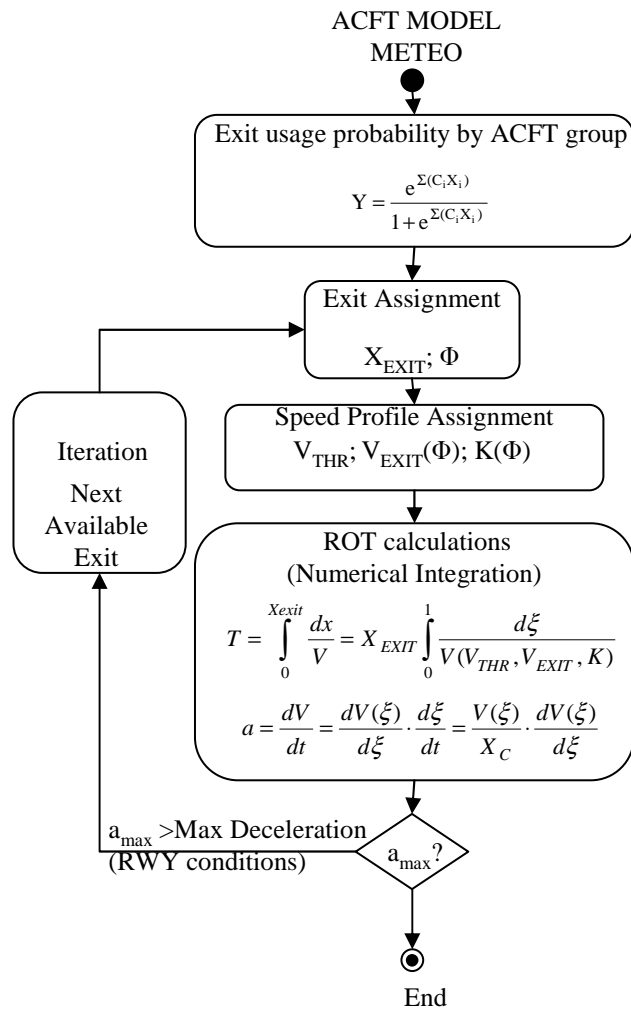 ACFT MODEL
METEO
Exit usage probability by ACFT group
Y = e^{Σ(C_iX_i)} / (1 + e^{Σ(C_iX_i)})
Exit Assignment
X_EXIT; Φ
Speed Profile Assignment
V_THR; V_EXIT(Φ); K(Φ)
Iteration
Next
Available
Exit
ROT calculations
(Numerical Integration)
T = ∫_0^{Xexit} dx/V = X_EXIT ∫_0^1 dξ / V(V_THR, V_EXIT, K)
a = dV/dt = dV(ξ)/dξ · dξ/dt = V(ξ)/X_C · dV(ξ)/dξ
a_max >Max Deceleration
(RWY conditions)
a_max?
End